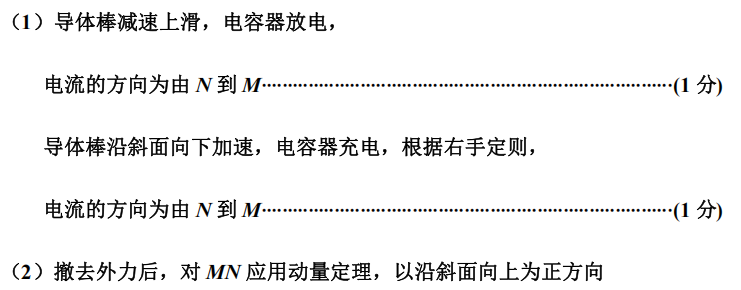 （1）导体棒减速上滑，电容器放电，
电流的方向为由 N 到 M·····································································(1 分)
导体棒沿斜面向下加速，电容器充电，根据右手定则，
电流的方向为由 N 到 M·····································································(1 分)
（2）撤去外力后，对 MN 应用动量定理，以沿斜面向上为正方向